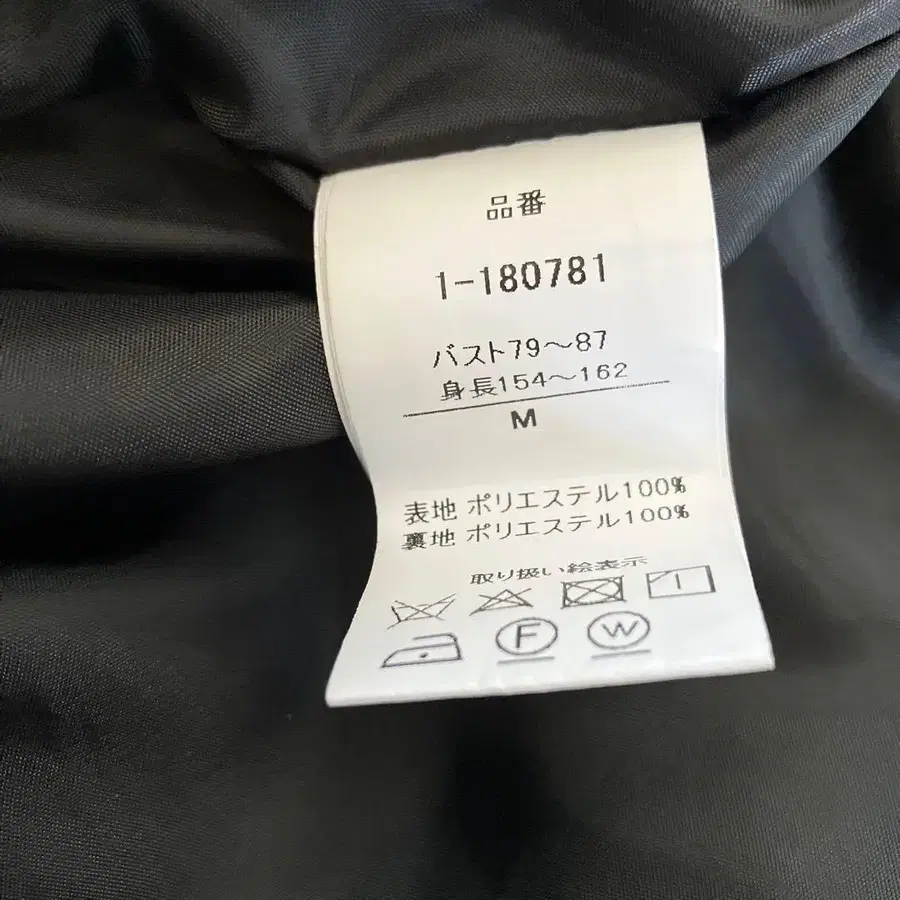 品番
1-180781
バスト79〜87
身長154〜162
M
表地 ポリエステル100%
裏地 ポリエステル100%
取り扱い絵表示
F W